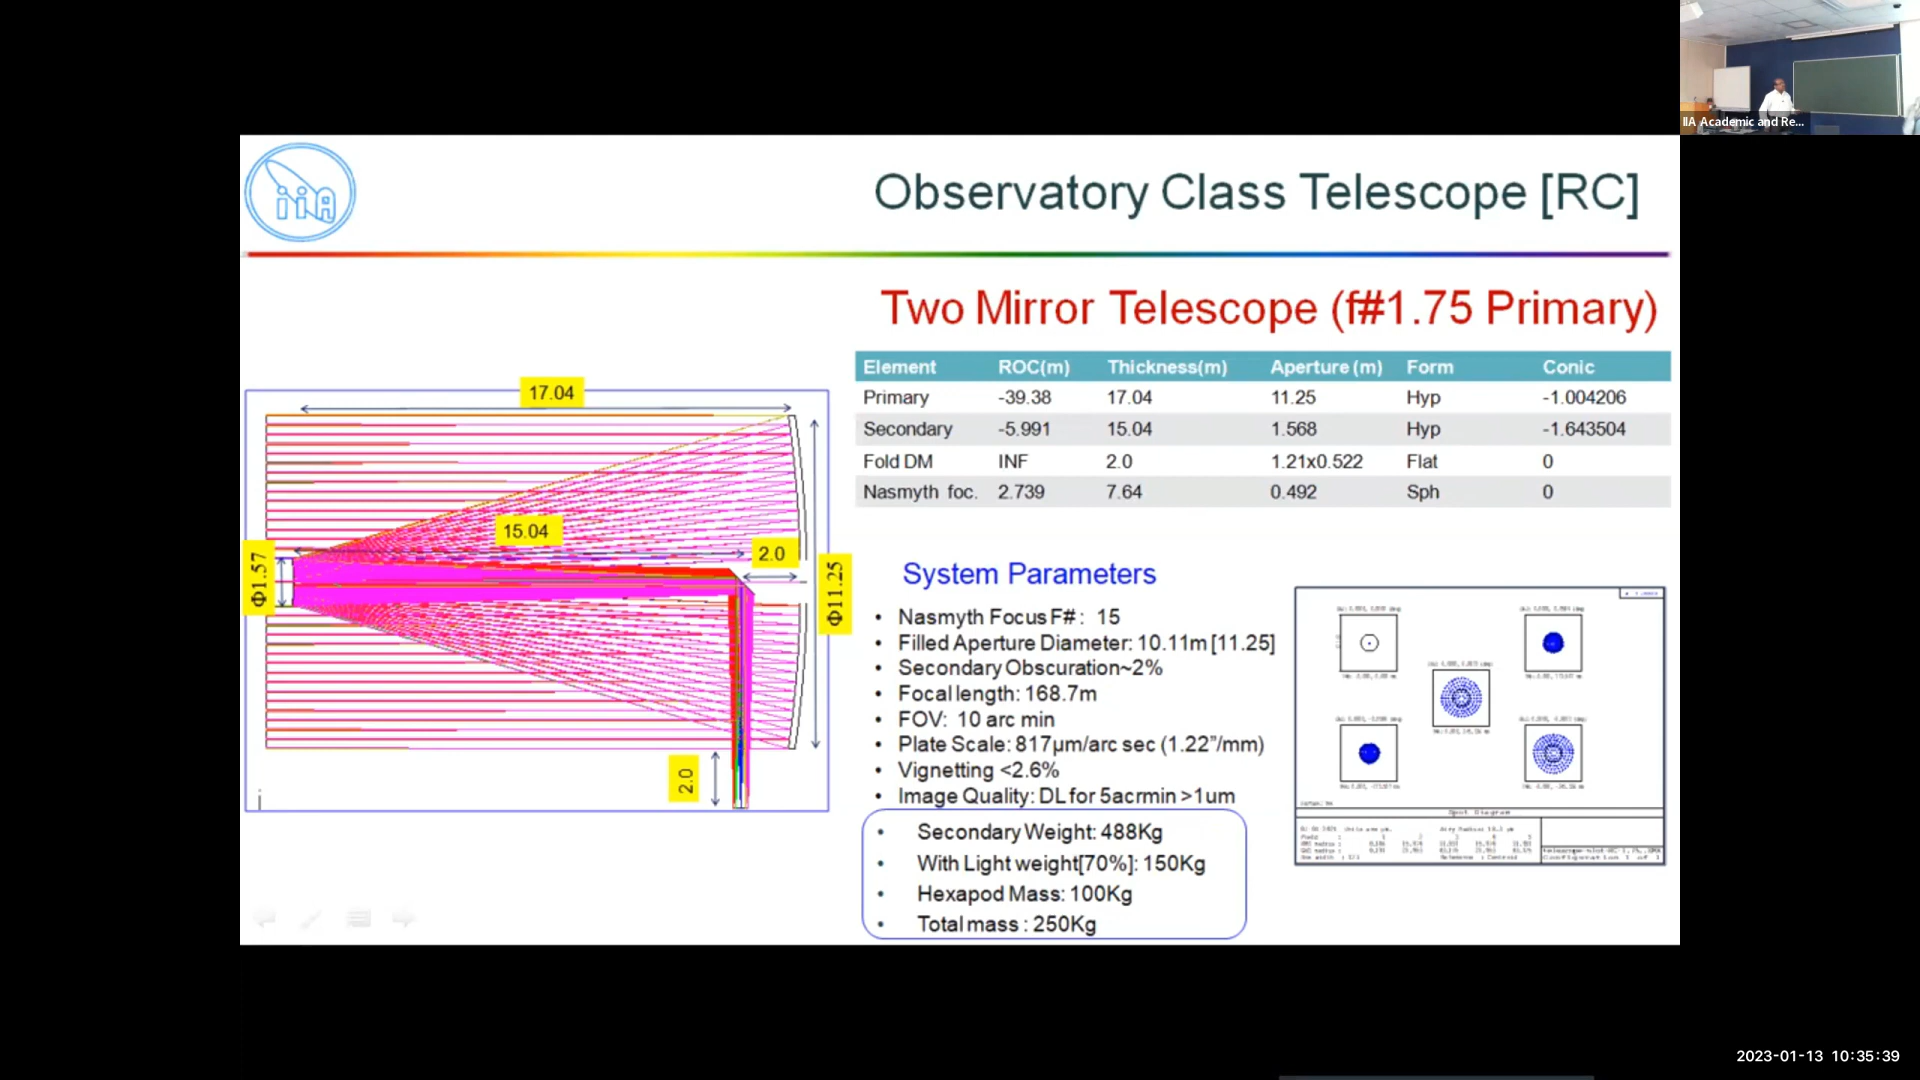 IIA Academic and Re...
iiA
Observatory Class Telescope [RC]
Two Mirror Telescope (f#1.75 Primary)
Element ROC(m) Thickness(m) Aperture (m) Form Conic
Primary -39.38 17.04 11.25 Hyp -1.004206
Secondary -5.991 15.04 1.568 Hyp -1.643504
Fold DM INF 2.0 1.21x0.522 Flat 0
Nasmyth foc. 2.739 7.64 0.492 Sph 0
17.04
15.04
2.0
Φ1.57
Φ11.25
2.0
System Parameters
• Nasmyth Focus F# : 15
• Filled Aperture Diameter: 10.11m [11.25]
• Secondary Obscuration~2%
• Focal length: 168.7m
• FOV: 10 arc min
• Plate Scale: 817µm/arc sec (1.22”/mm)
• Vignetting <2.6%
• Image Quality: DL for 5acrmin >1um
• Secondary Weight: 488Kg
• With Light weight[70%]: 150Kg
• Hexapod Mass: 100Kg
• Total mass : 250Kg
Spot Diagram
2023-01-13 10:35:39